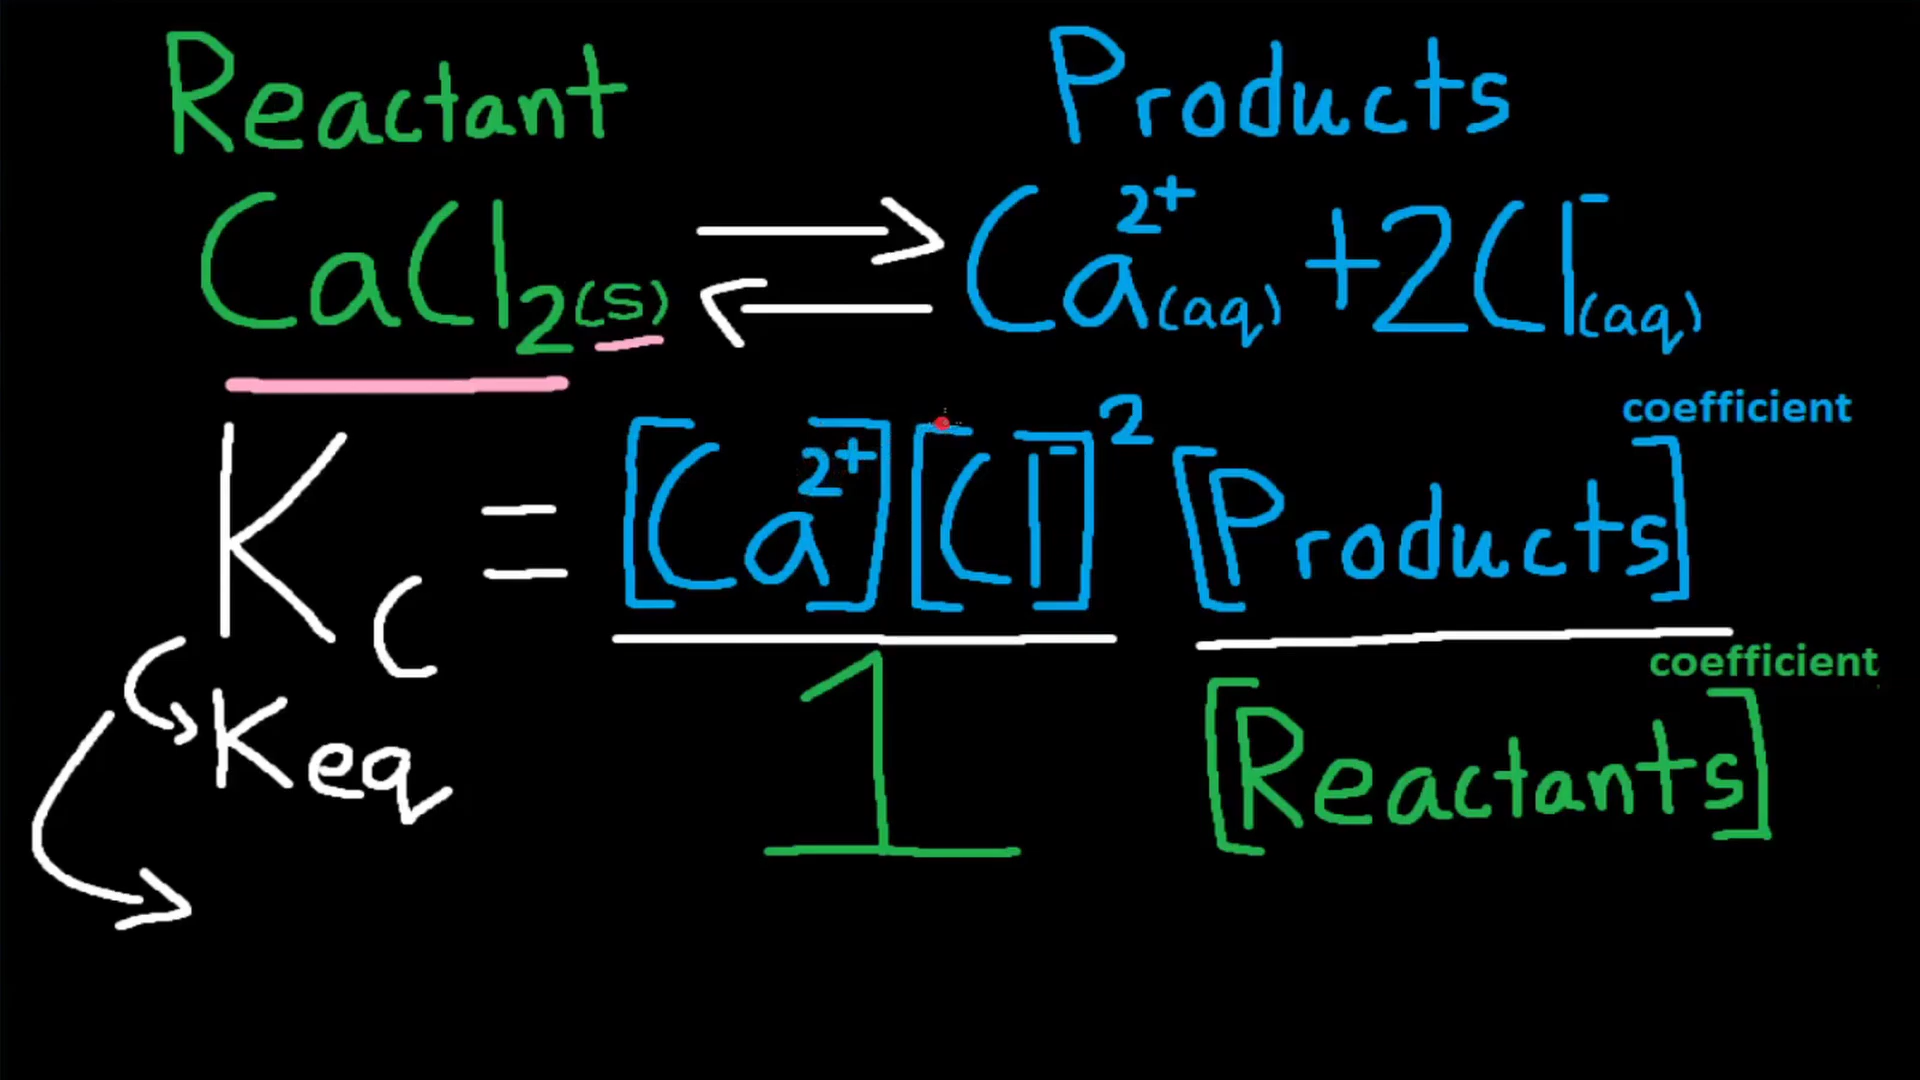 Reactant Products
CaCl₂(s) ⇌ Ca²⁺(aq) + 2Cl⁻(aq)
Kc = [Ca²⁺][Cl⁻]² / 1
[Products]^coefficient / [Reactants]^coefficient
Keq